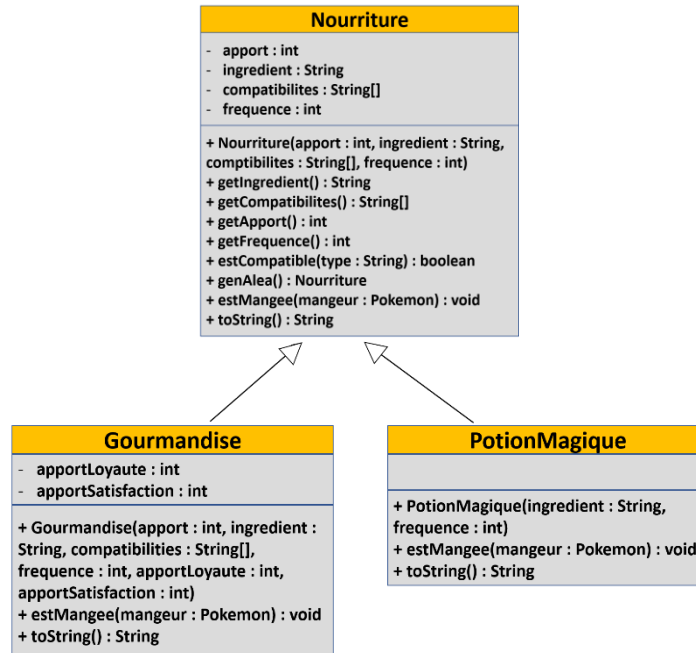 Nourriture
- apport : int
- ingredient : String
- compatibilites : String[]
- frequence : int
+ Nourriture(apport : int, ingredient : String,
comptibilites : String[], frequence : int)
+ getIngredient() : String
+ getCompatibilites() : String[]
+ getApport() : int
+ getFrequence() : int
+ estCompatible(type : String) : boolean
+ genAlea() : Nourriture
+ estMangee(mangeur : Pokemon) : void
+ toString() : String
Gourmandise
- apportLoyaute : int
- apportSatisfaction : int
+ Gourmandise(apport : int, ingredient :
String, compatibilities : String[],
frequence : int, apportLoyaute : int,
apportSatisfaction : int)
+ estMangee(mangeur : Pokemon) : void
+ toString() : String
PotionMagique
+ PotionMagique(ingredient : String,
frequence : int)
+ estMangee(mangeur : Pokemon) : void
+ toString() : String